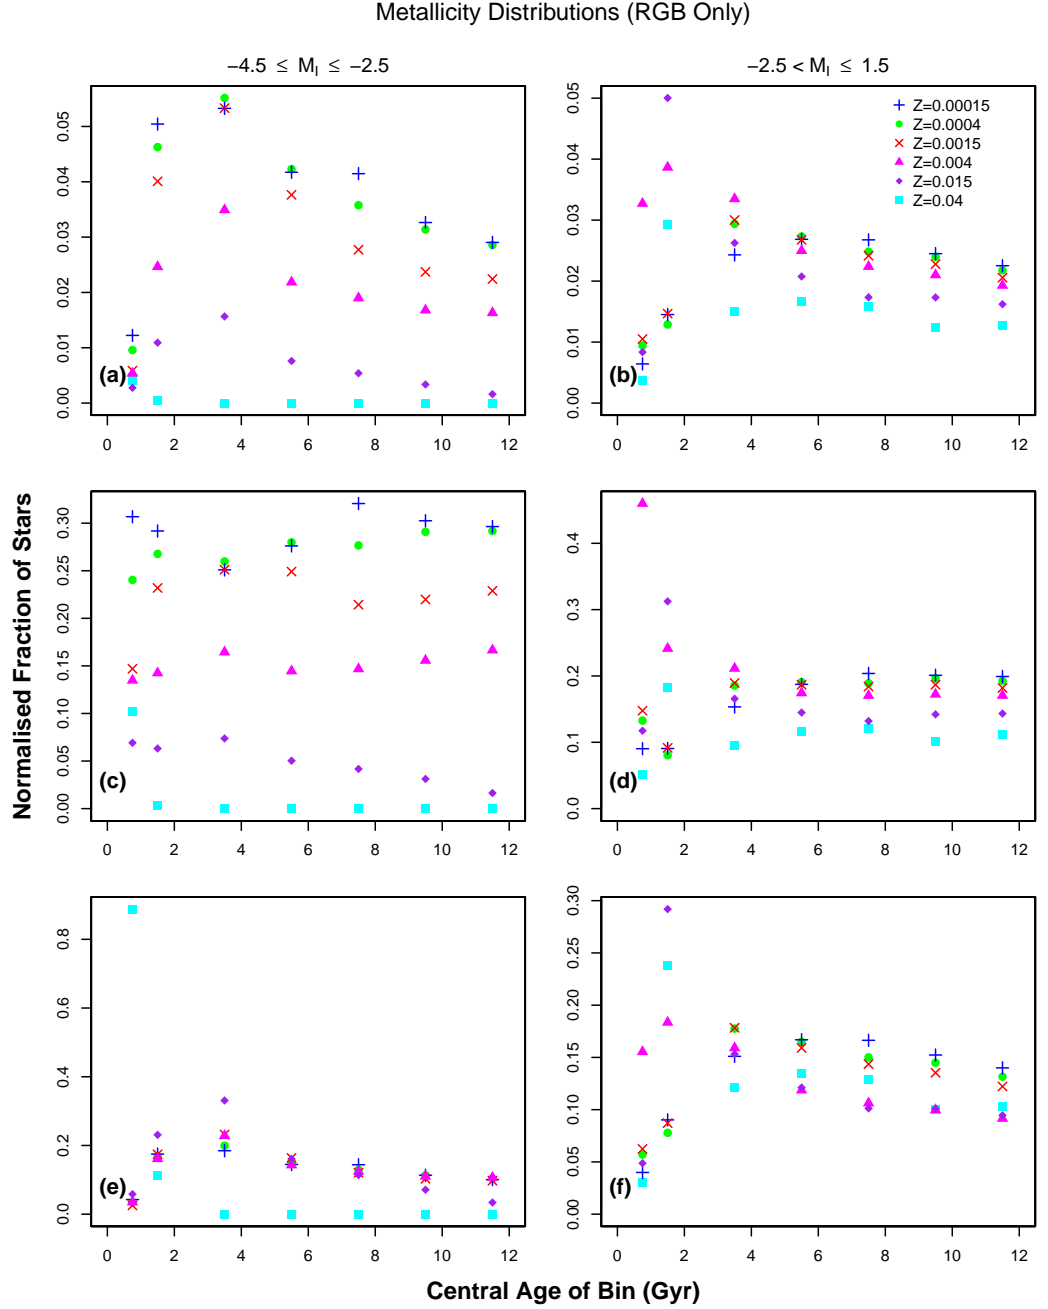 Metallicity Distributions (RGB Only)
−4.5 ≤ M_I ≤ −2.5
−2.5 < M_I ≤ 1.5
0.00 0.01 0.02 0.03 0.04 0.05
(a)
0 2 4 6 8 10 12
0.00 0.01 0.02 0.03 0.04 0.05
Z=0.00015
Z=0.0004
Z=0.0015
Z=0.004
Z=0.015
Z=0.04
(b)
0 2 4 6 8 10 12
Normalised Fraction of Stars
0.00 0.05 0.10 0.15 0.20 0.25 0.30
(c)
0 2 4 6 8 10 12
0.0 0.1 0.2 0.3 0.4
(d)
0 2 4 6 8 10 12
0.0 0.2 0.4 0.6 0.8
(e)
0 2 4 6 8 10 12
0.00 0.05 0.10 0.15 0.20 0.25 0.30
(f)
0 2 4 6 8 10 12
Central Age of Bin (Gyr)